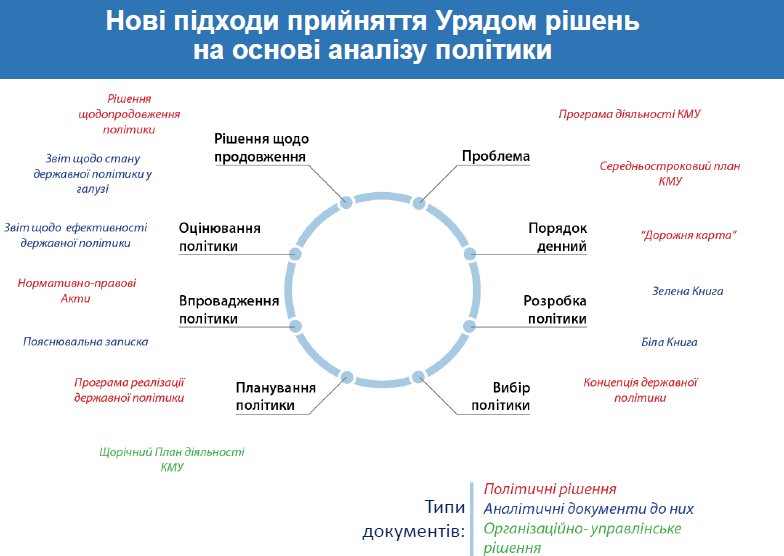 Нові підходи прийняття Урядом рішень
на основі аналізу політики
Рішення
щодопродовження
політики
Звіт щодо стану
державної політики у
галузі
Звіт щодо ефективності
державної політики
Нормативно-правові
Акти
Пояснювальна записка
Програма реалізації
державної політики
Щорічний План діяльності
КМУ
Рішення щодо
продовження
Оцінювання
політики
Впровадження
політики
Планування
політики
Проблема
Порядок
денний
Розробка
політики
Вибір
політики
Програма діяльності КМУ
Середньостроковий план
КМУ
“Дорожня карта”
Зелена Книга
Біла Книга
Концепція державної
політики
Типи
документів:
Політичні рішення
Аналітичні документи до них
Організаційно- управлінське
рішення